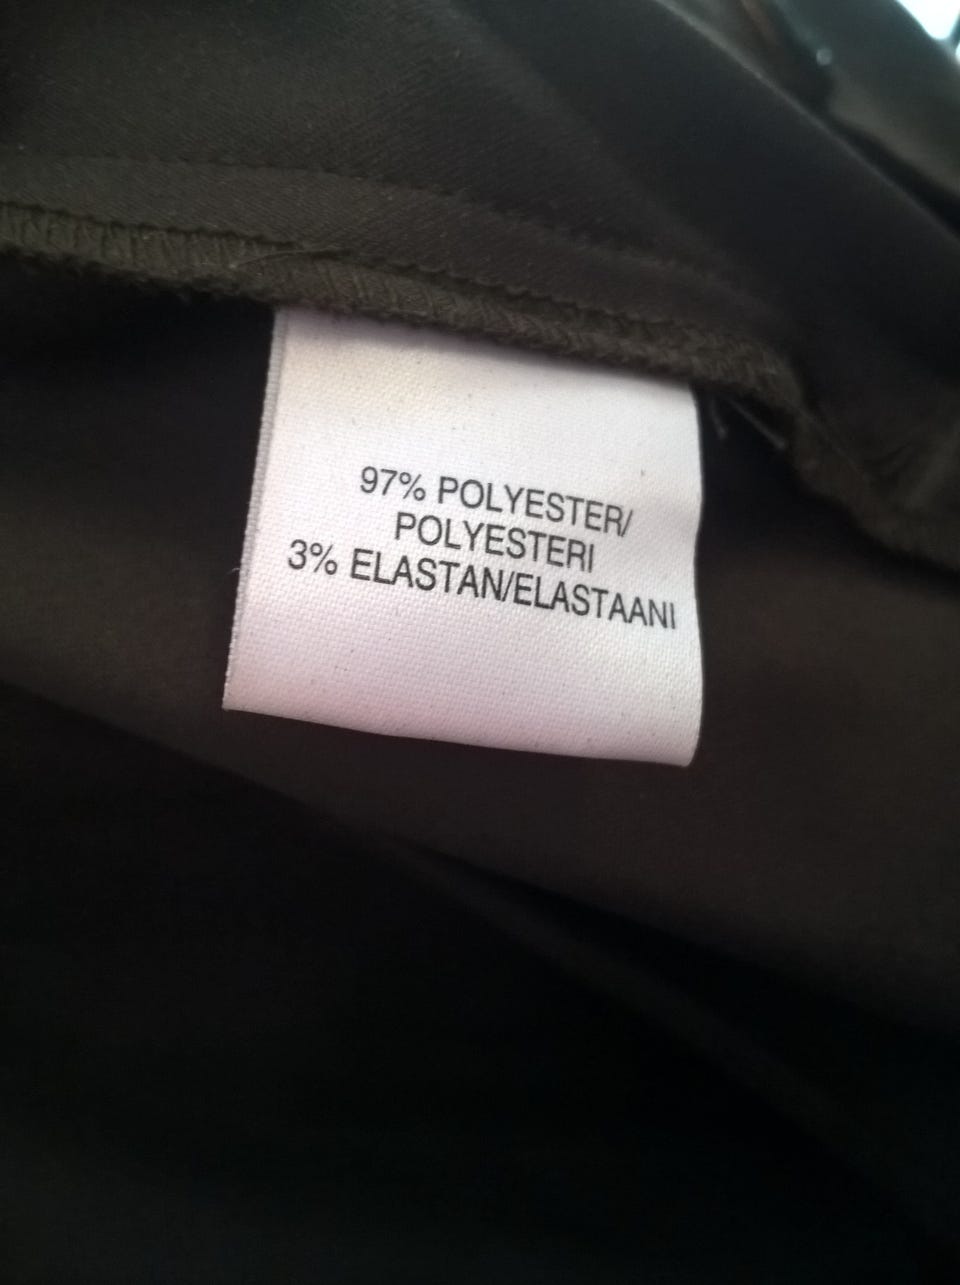 97% POLYESTER/
POLYESTERI
3% ELASTAN/ELASTAANI